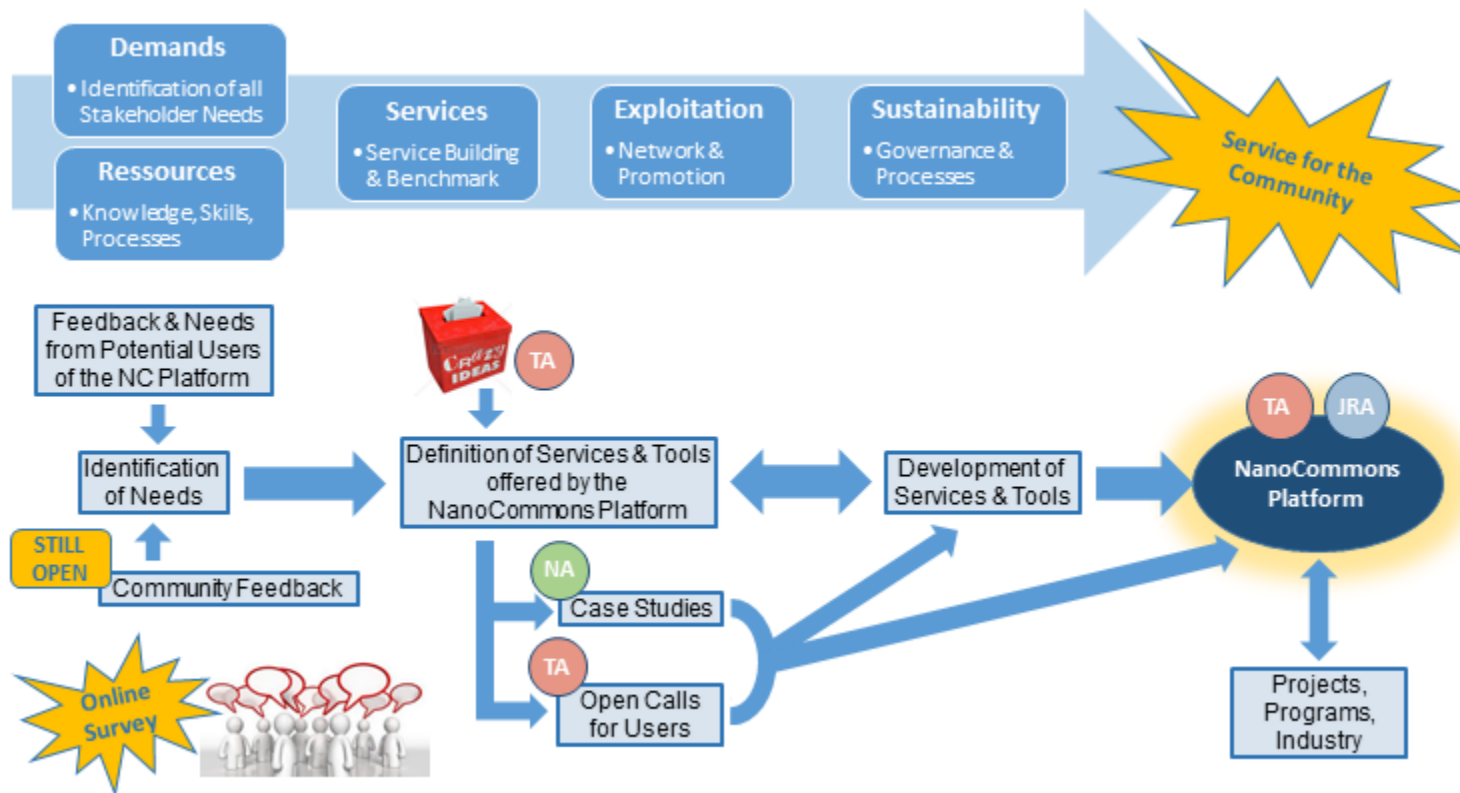 Demands
• Identification of all
Stakeholder Needs
Ressources
• Knowledge, Skills,
Processes
Services
• Service Building
& Benchmark
Exploitation
• Network &
Promotion
Sustainability
• Governance &
Processes
Service for the
Community
Feedback & Needs
from Potential Users
of the NC Platform
Identification
of Needs
STILL
OPEN
Community Feedback
Online
Survey
CRAZY
IDEAS
TA
Definition of Services & Tools
offered by the
NanoCommons Platform
NA
Case Studies
TA
Open Calls
for Users
Development of
Services & Tools
TA
JRA
NanoCommons
Platform
Projects,
Programs,
Industry